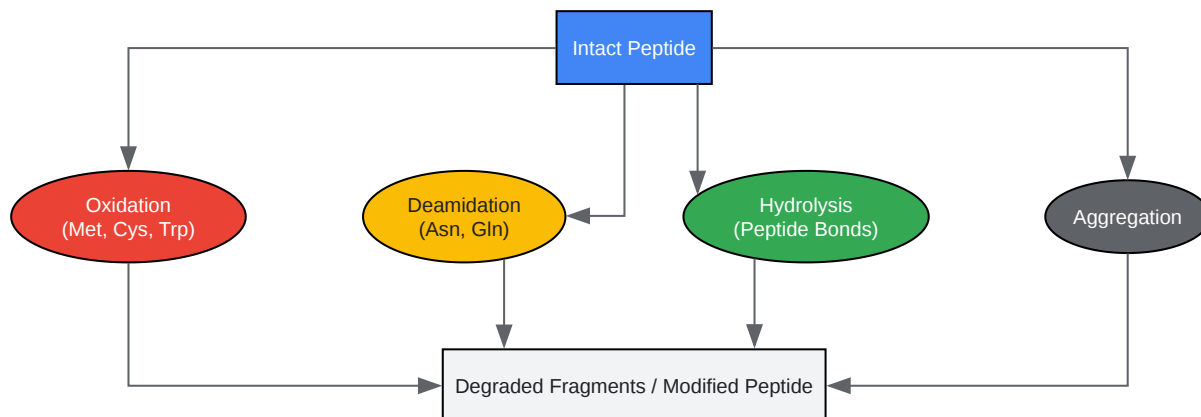 Intact Peptide
Oxidation
(Met, Cys, Trp)
Deamidation
(Asn, Gln)
Hydrolysis
(Peptide Bonds)
Aggregation
Degraded Fragments / Modified Peptide